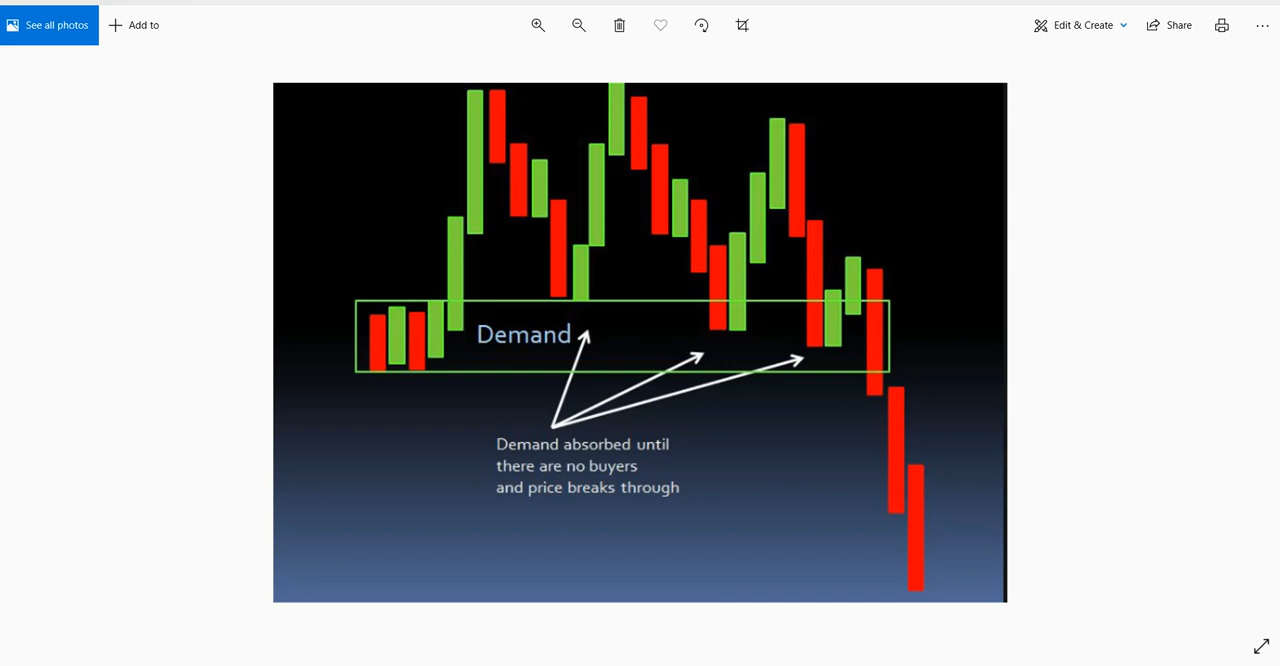 See all photos
Add to
Edit & Create
Share
Demand
Demand absorbed until
there are no buyers
and price breaks through